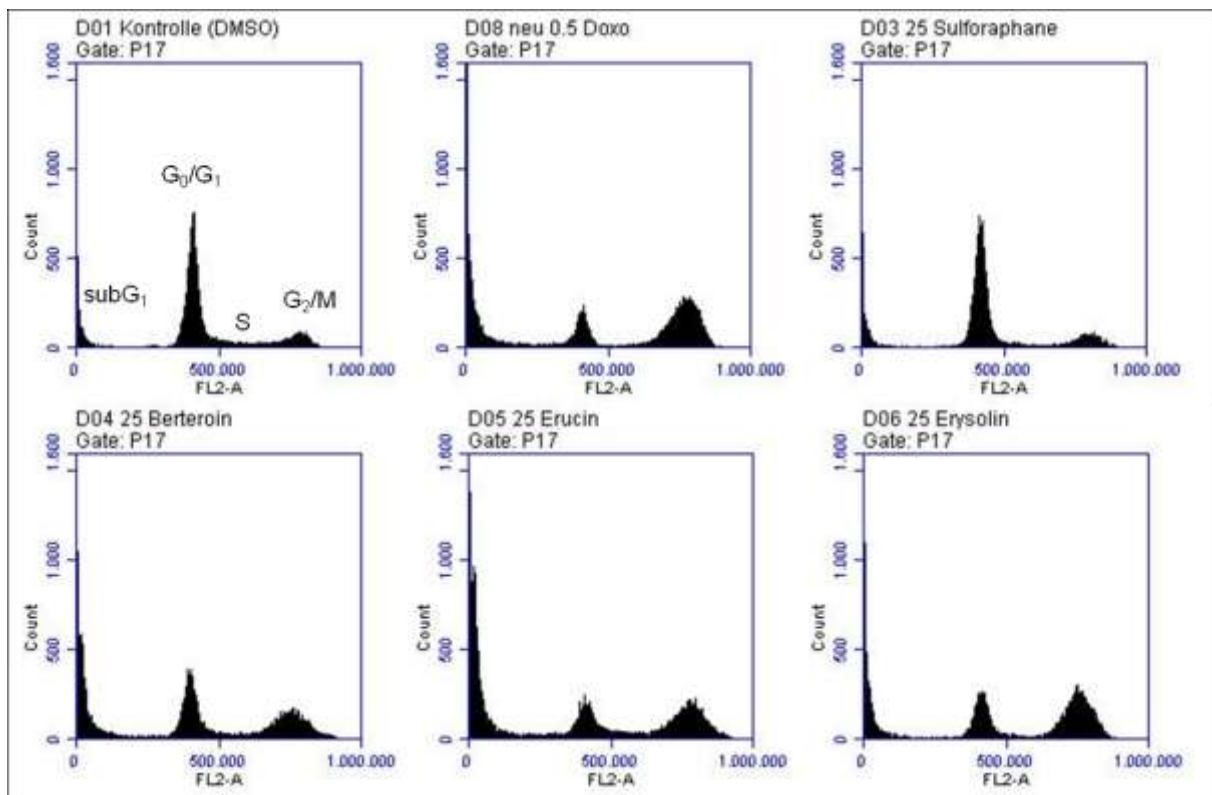 D01 Kontrolle (DMSO)
Gate: P17
1.600
1.000
500
0
Count
G₀/G₁
subG₁
S
G₂/M
0
500.000
1.000.000
FL2-A
D08 neu 0.5 Doxo
Gate: P17
1.600
1.000
500
0
Count
0
500.000
1.000.000
FL2-A
D03 25 Sulforaphane
Gate: P17
1.600
1.000
500
0
Count
0
500.000
1.000.000
FL2-A
D04 25 Berteroin
Gate: P17
1.600
1.000
500
0
Count
0
500.000
1.000.000
FL2-A
D05 25 Erucin
Gate: P17
1.600
1.000
500
0
Count
0
500.000
1.000.000
FL2-A
D06 25 Erysolin
Gate: P17
1.600
1.000
500
0
Count
0
500.000
1.000.000
FL2-A